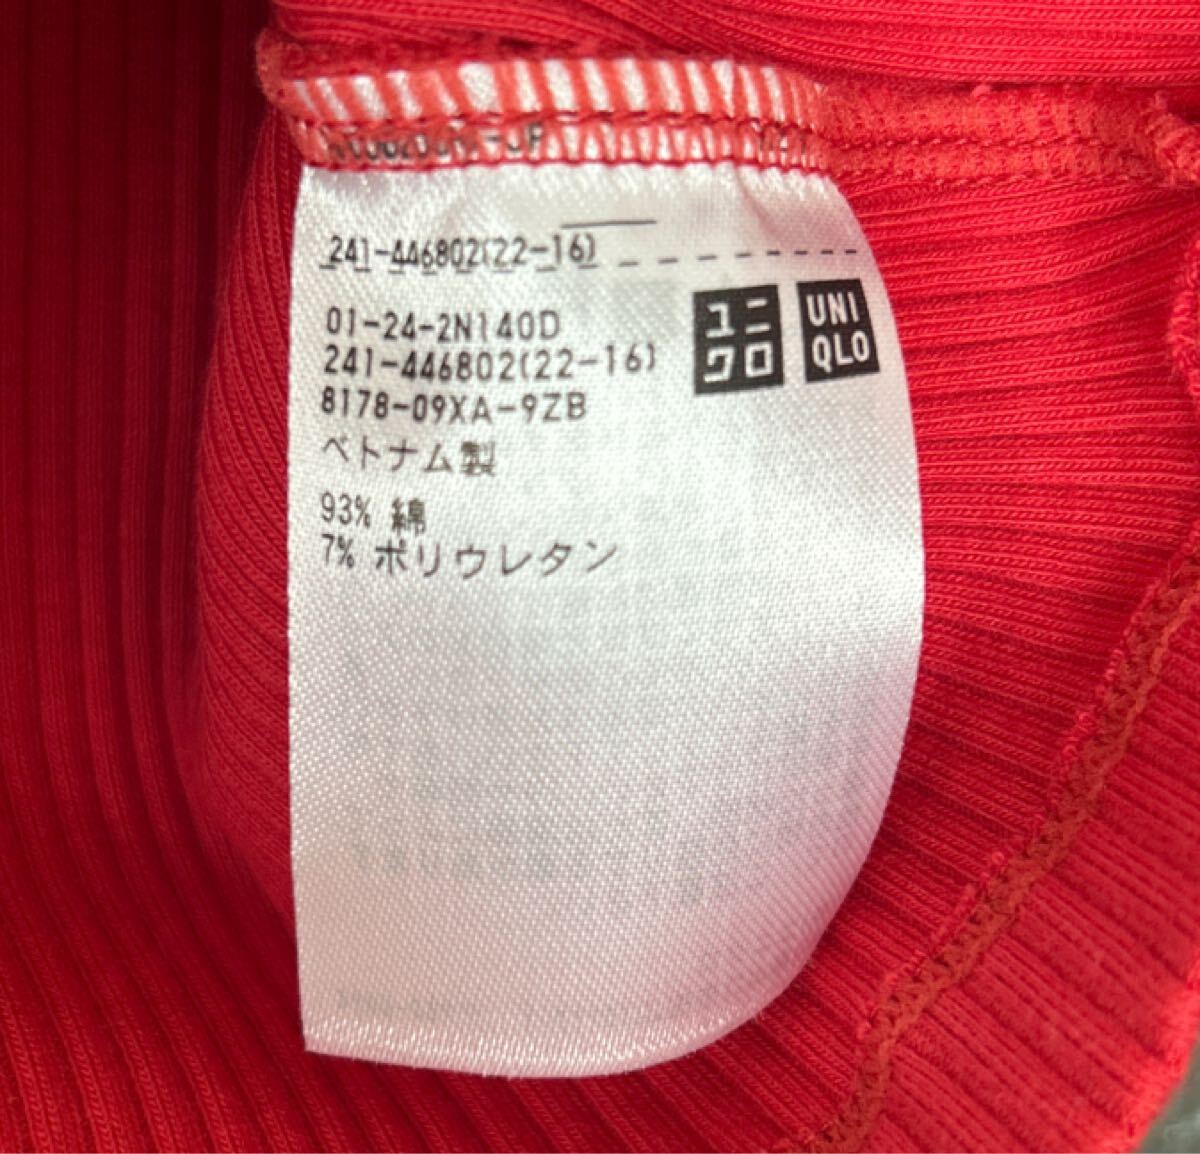 241-446802(22-16)
ユニ
クロ
UNI
QLO
01-24-2N140D
241-446802(22-16)
8178-09XA-9ZB
ベトナム製
93% 綿
7% ポリウレタン